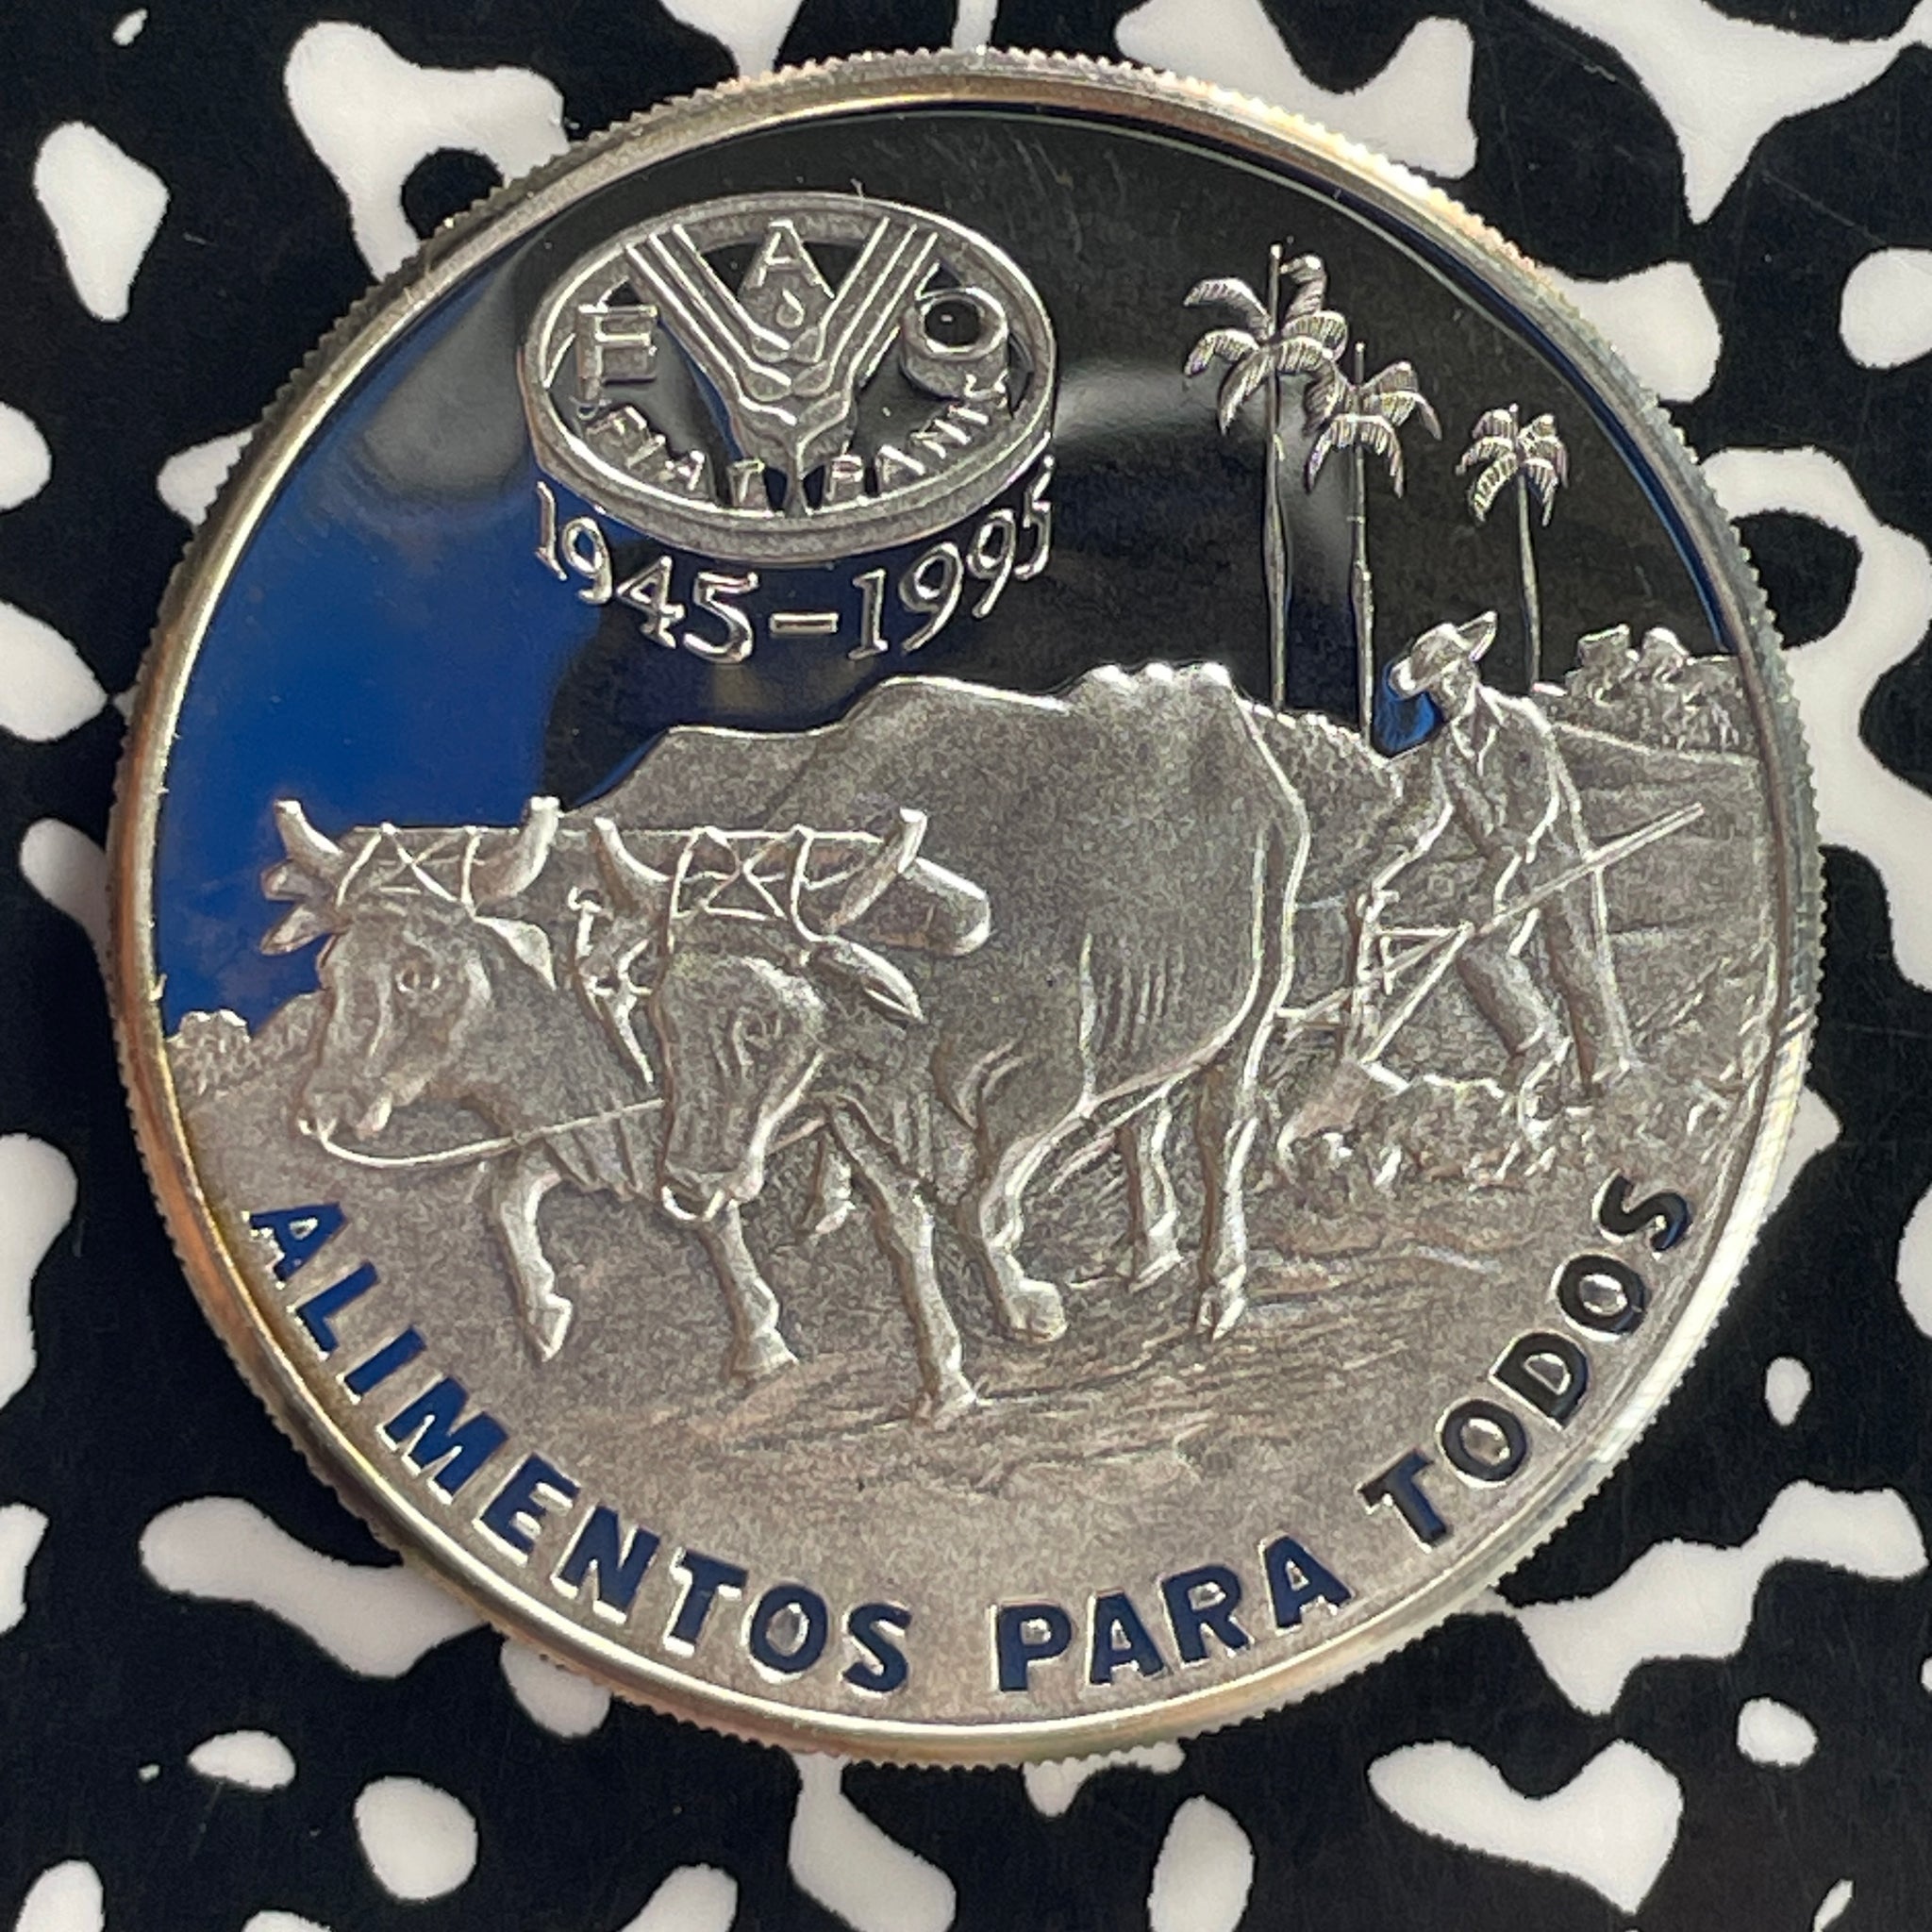 FAO
FIAT PANIS
1945-1995
ALIMENTOS PARA TODOS